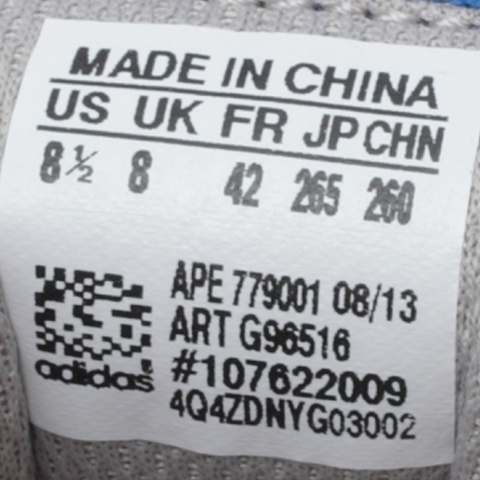 MADE IN CHINA
US UK FR JP CHN
8½ 8 42 265 260
APE 779001 08/13
ART G96516
#107622009
adidas
4Q4ZDNYG03002